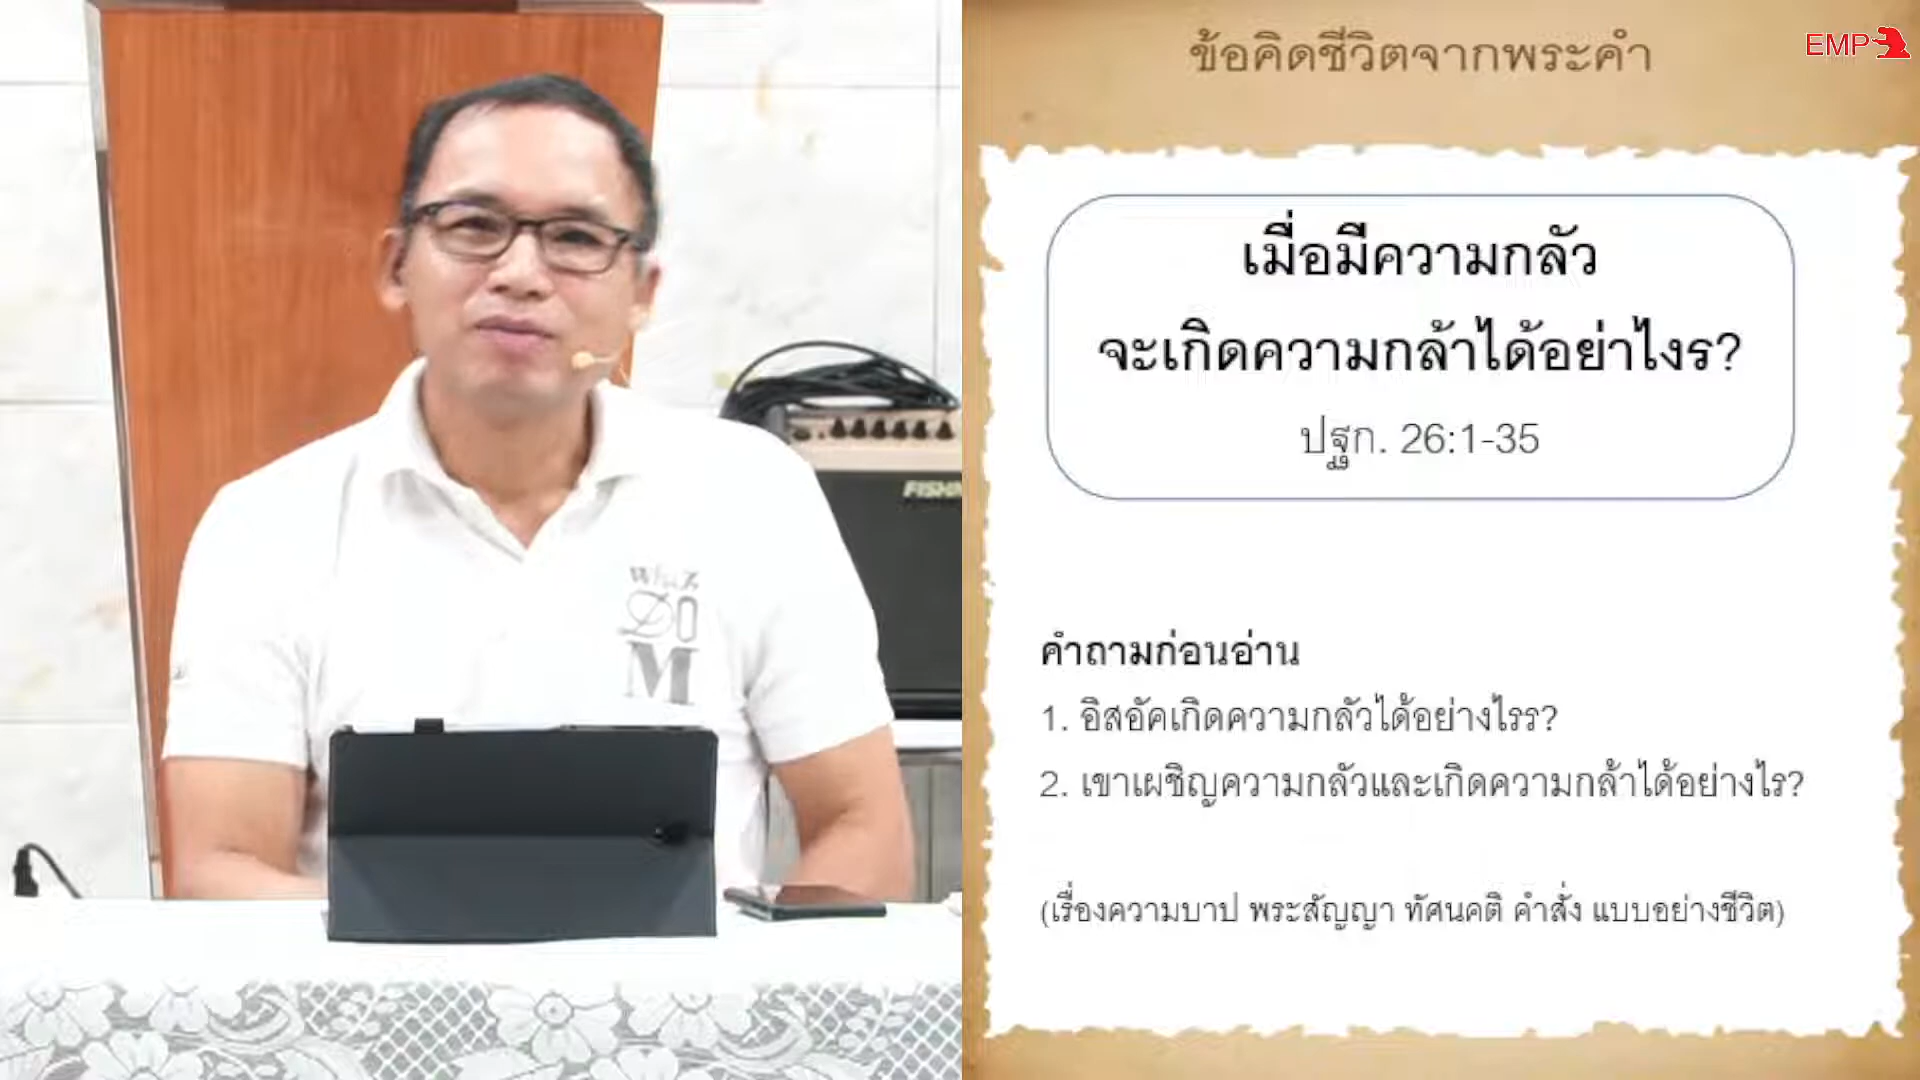 ข้อคิดชีวิตจากพระคำ
EMP
เมื่อมีความกลัว
จะเกิดความกล้าได้อย่าไงร?
ปฐก. 26:1-35
คำถามก่อนอ่าน
1. อิสอัคเกิดความกลัวได้อย่างไรร?
2. เขาเผชิญความกลัวและเกิดความกล้าได้อย่างไร?
(เรื่องความบาป พระสัญญา ทัศนคติ คำสั่ง แบบอย่างชีวิต)
DO
M